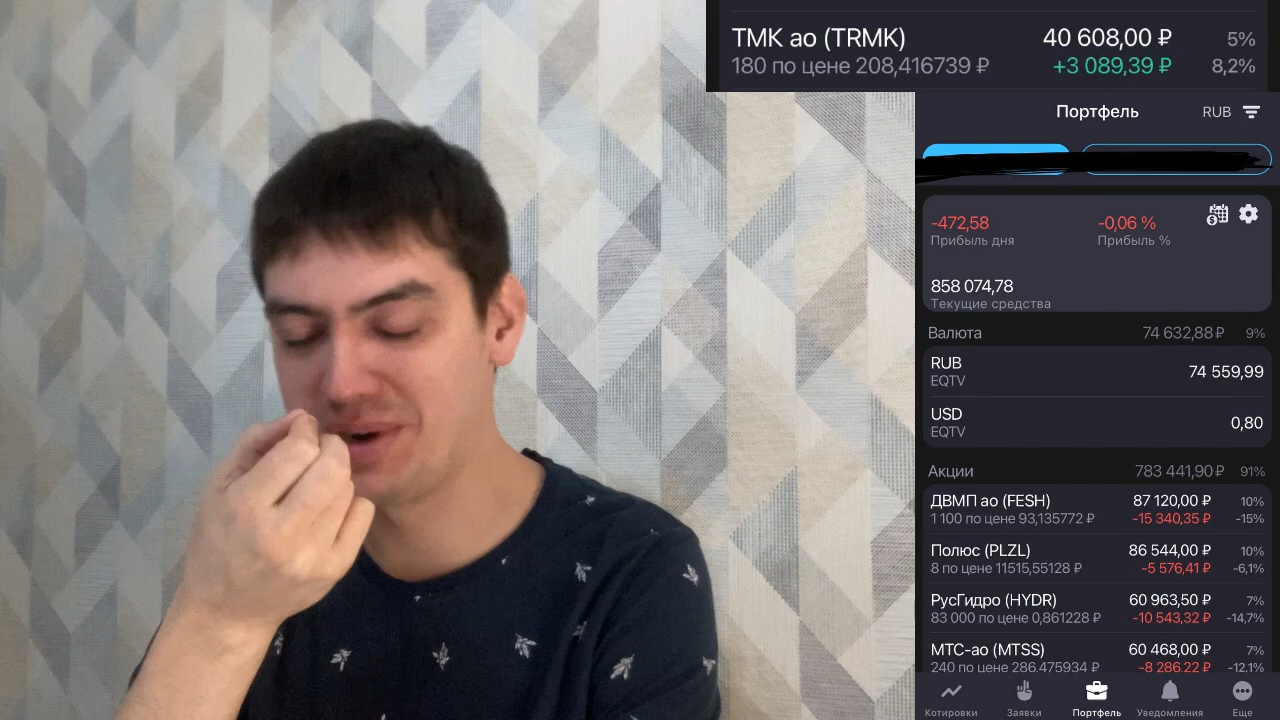 ТМК ао (TRMK) 40 608,00 ₽ 5%
180 по цене 208,416739 ₽ +3 089,39 ₽ 8,2%
Портфель RUB
-472,58 -0,06 %
Прибыль дня Прибыль %
858 074,78
Текущие средства
Валюта 74 632,88 ₽ 9%
RUB 74 559,99
EQTV
USD 0,80
EQTV
Акции 783 441,90 ₽ 91%
ДВМП ао (FESH) 87 120,00 ₽ 10%
1 100 по цене 93,135772 ₽ -15 340,35 ₽ -15%
Полюс (PLZL) 86 544,00 ₽ 10%
8 по цене 11515,55128 ₽ -5 576,41 ₽ -6,1%
РусГидро (HYDR) 60 963,50 ₽ 7%
83 000 по цене 0,861228 ₽ -10 543,32 ₽ -14,7%
МТС-ао (MTSS) 60 468,00 ₽ 7%
240 по цене 286,475934 ₽ -8 286,22 ₽ -12,1%
Котировки Заявки Портфель Уведомления Еще